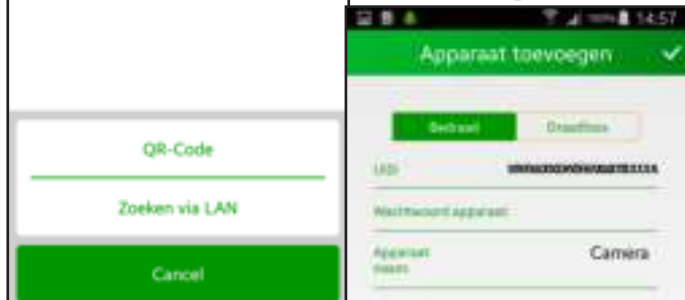 QR-Code
Zoeken via LAN
Cancel
14:57
Apparaat toevoegen
Bedraad
Draadloos
UID
Wachtwoord apparaat
Apparaat
naam
Camera